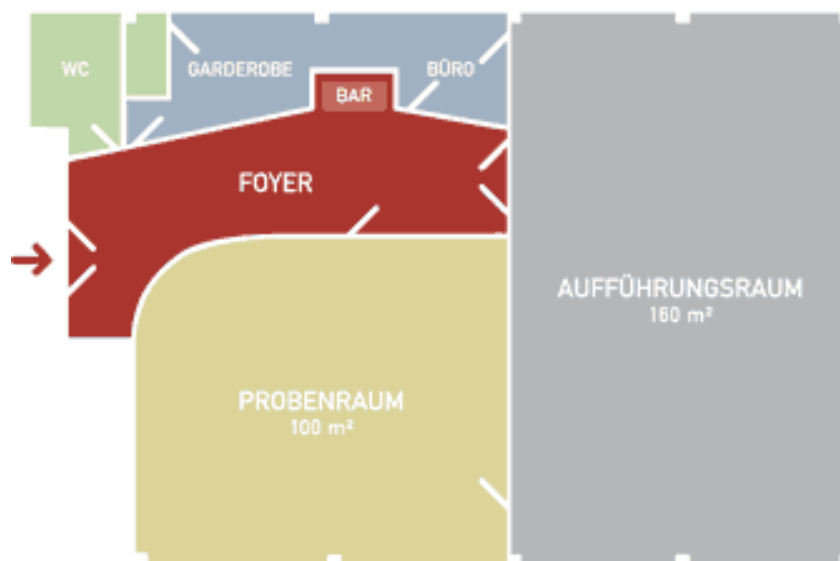 WC
GARDEROBE
BÜRO
BAR
FOYER
AUFFÜHRUNGSRAUM
160 m²
PROBENRAUM
100 m²